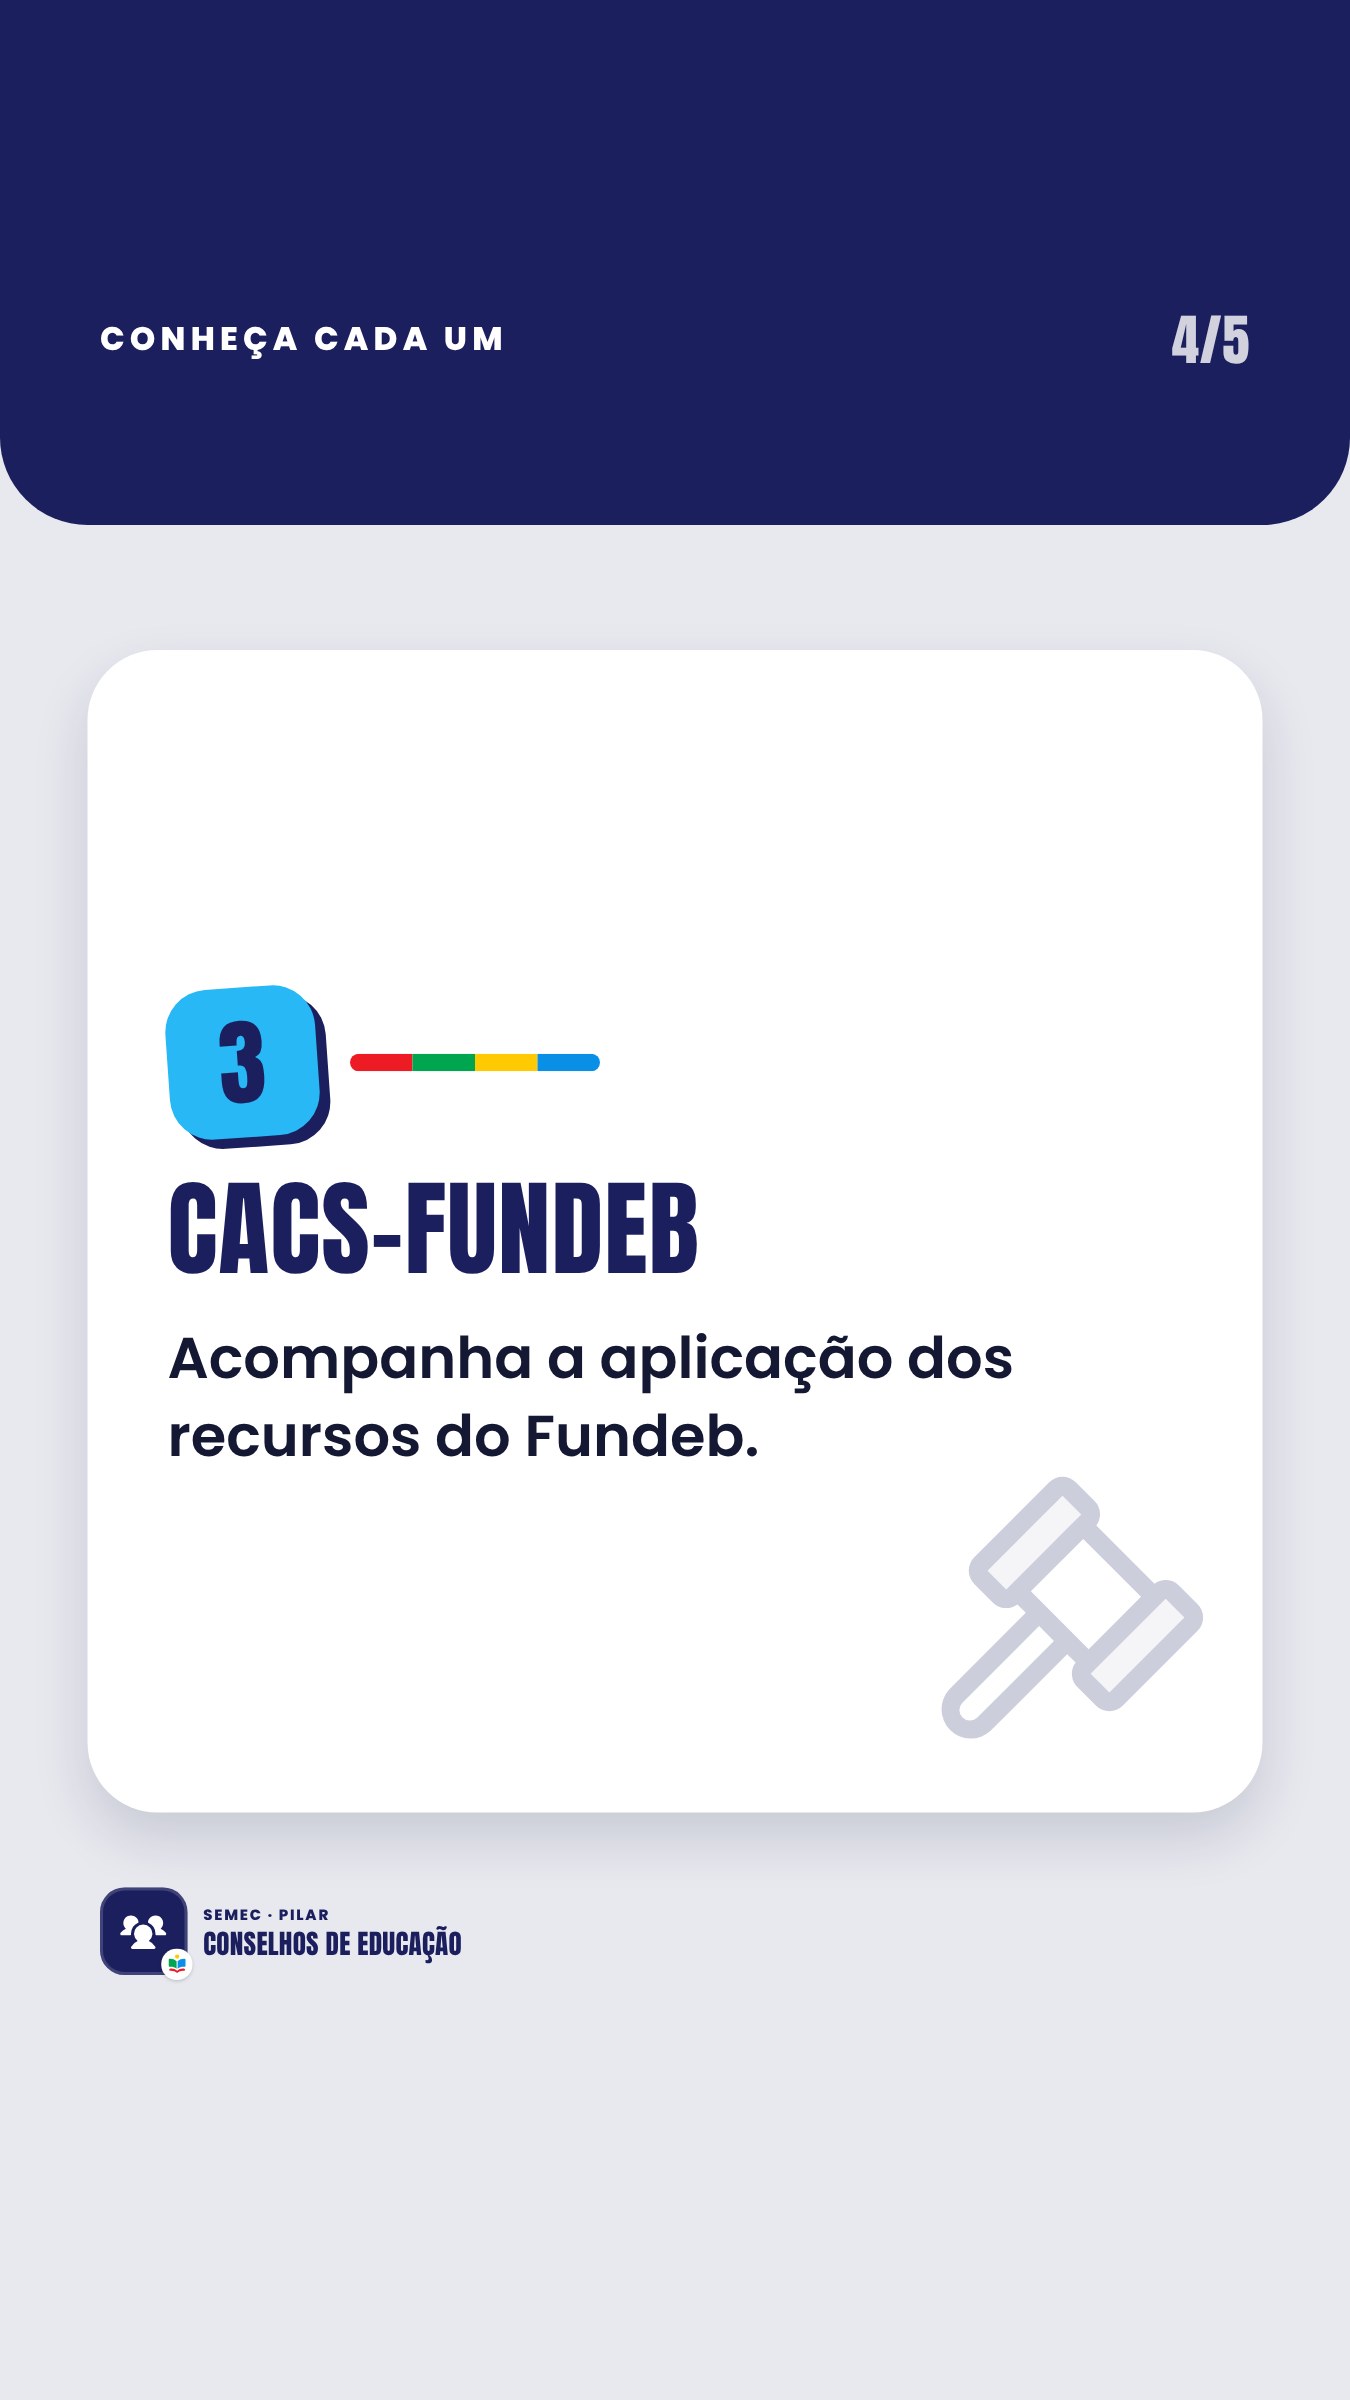 CONHEÇA CADA UM
4/5
3
CACS-FUNDEB
Acompanha a aplicação dos
recursos do Fundeb.
SEMEC · PILAR
CONSELHOS DE EDUCAÇÃO